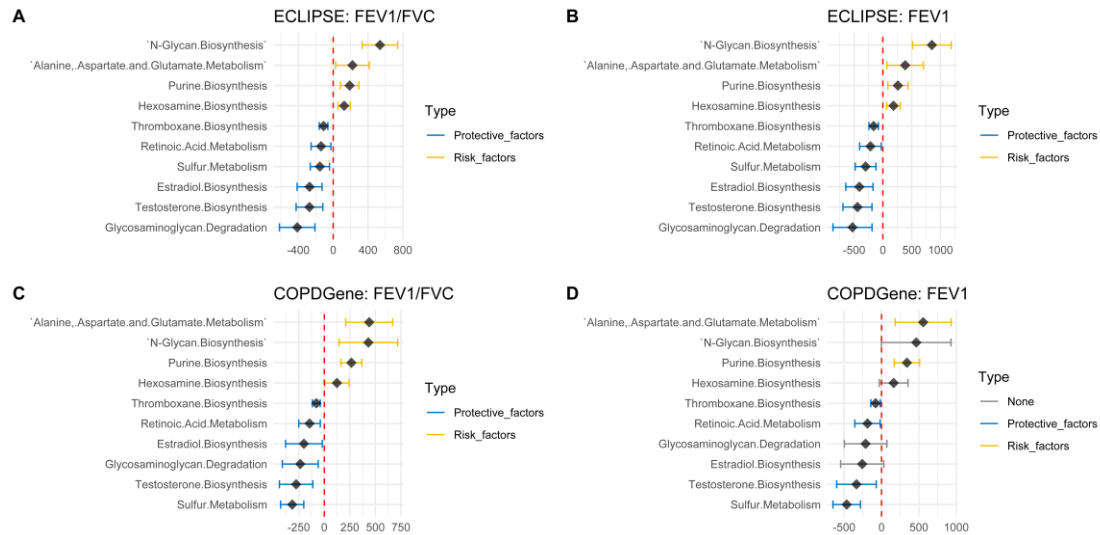 A
ECLIPSE: FEV1/FVC
`N-Glycan.Biosynthesis`
`Alanine,.Aspartate.and.Glutamate.Metabolism`
Purine.Biosynthesis
Hexosamine.Biosynthesis
Thromboxane.Biosynthesis
Retinoic.Acid.Metabolism
Sulfur.Metabolism
Estradiol.Biosynthesis
Testosterone.Biosynthesis
Glycosaminoglycan.Degradation
-400 0 400 800
Type
Protective_factors
Risk_factors
B
ECLIPSE: FEV1
`N-Glycan.Biosynthesis`
`Alanine,.Aspartate.and.Glutamate.Metabolism`
Purine.Biosynthesis
Hexosamine.Biosynthesis
Thromboxane.Biosynthesis
Retinoic.Acid.Metabolism
Sulfur.Metabolism
Estradiol.Biosynthesis
Testosterone.Biosynthesis
Glycosaminoglycan.Degradation
-500 0 500 1000
Type
Protective_factors
Risk_factors
C
COPDGene: FEV1/FVC
`Alanine,.Aspartate.and.Glutamate.Metabolism`
`N-Glycan.Biosynthesis`
Purine.Biosynthesis
Hexosamine.Biosynthesis
Thromboxane.Biosynthesis
Retinoic.Acid.Metabolism
Estradiol.Biosynthesis
Glycosaminoglycan.Degradation
Testosterone.Biosynthesis
Sulfur.Metabolism
-250 0 250 500 750
Type
Protective_factors
Risk_factors
D
COPDGene: FEV1
`Alanine,.Aspartate.and.Glutamate.Metabolism`
`N-Glycan.Biosynthesis`
Purine.Biosynthesis
Hexosamine.Biosynthesis
Thromboxane.Biosynthesis
Retinoic.Acid.Metabolism
Glycosaminoglycan.Degradation
Estradiol.Biosynthesis
Testosterone.Biosynthesis
Sulfur.Metabolism
-500 0 500 1000
Type
None
Protective_factors
Risk_factors